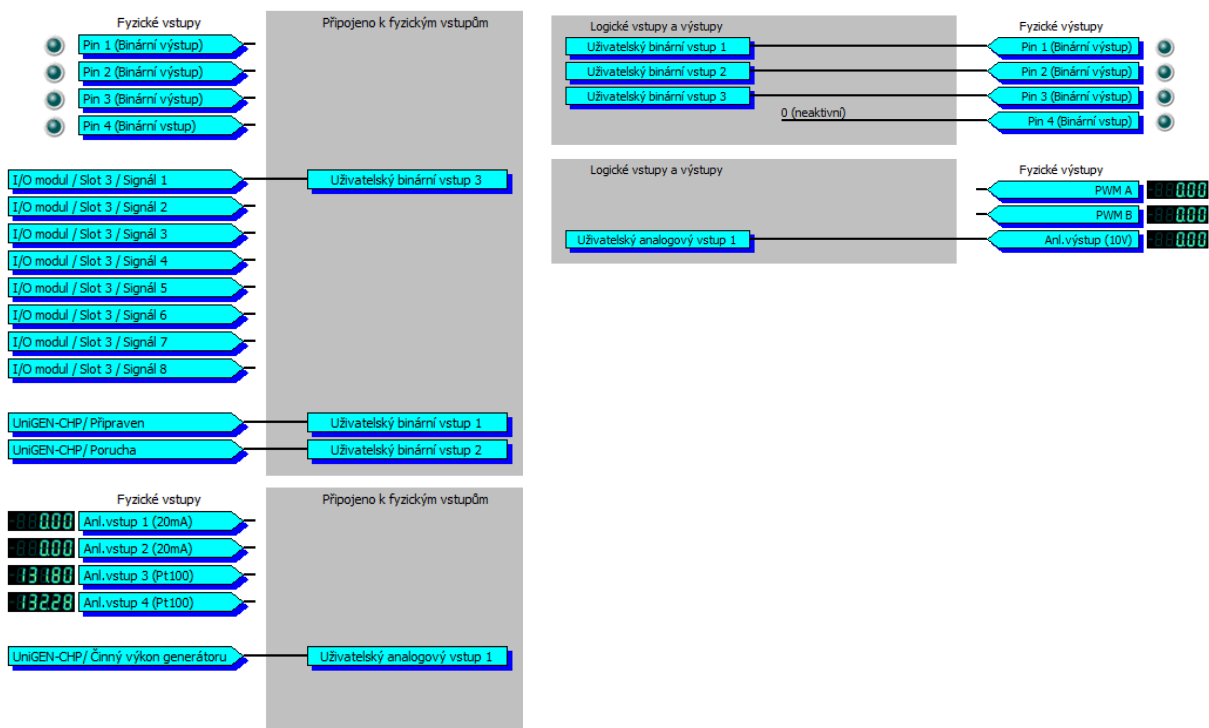 Fyzické vstupy
Připojeno k fyzickým vstupům
Pin 1 (Binární výstup)
Pin 2 (Binární výstup)
Pin 3 (Binární výstup)
Pin 4 (Binární vstup)
I/O modul / Slot 3 / Signál 1
Uživatelský binární vstup 3
I/O modul / Slot 3 / Signál 2
I/O modul / Slot 3 / Signál 3
I/O modul / Slot 3 / Signál 4
I/O modul / Slot 3 / Signál 5
I/O modul / Slot 3 / Signál 6
I/O modul / Slot 3 / Signál 7
I/O modul / Slot 3 / Signál 8
UniGEN-CHP/ Připraven
Uživatelský binární vstup 1
UniGEN-CHP/ Porucha
Uživatelský binární vstup 2
Fyzické vstupy
Připojeno k fyzickým vstupům
0.00 Anl.vstup 1 (20mA)
0.00 Anl.vstup 2 (20mA)
-131.80 Anl.vstup 3 (Pt100)
-132.28 Anl.vstup 4 (Pt100)
UniGEN-CHP/ Činný výkon generátoru
Uživatelský analogový vstup 1
Logické vstupy a výstupy
Fyzické výstupy
Uživatelský binární vstup 1
Pin 1 (Binární výstup)
Uživatelský binární vstup 2
Pin 2 (Binární výstup)
Uživatelský binární vstup 3
Pin 3 (Binární výstup)
0 (neaktivní)
Pin 4 (Binární vstup)
Logické vstupy a výstupy
Fyzické výstupy
PWM A 0.00
PWM B 0.00
Uživatelský analogový vstup 1
Anl.výstup (10V) 0.00